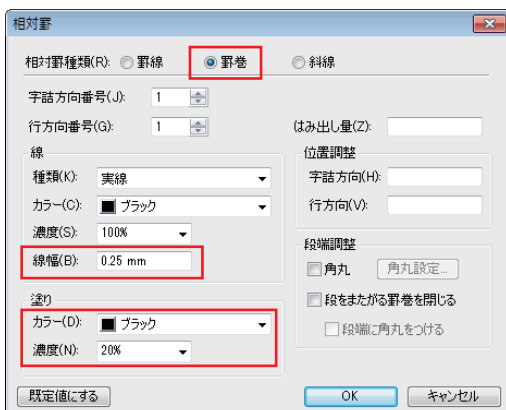 相対罫
相対罫種類(R): 罫線 罫巻 斜線
字詰方向番号(J): 1
行方向番号(G): 1 はみ出し量(Z):
線
種類(K): 実線
カラー(C): ブラック
濃度(S): 100%
線幅(B): 0.25 mm
塗り
カラー(D): ブラック
濃度(N): 20%
位置調整
字詰方向(H):
行方向(V):
段端調整
角丸 角丸設定...
段をまたがる罫巻を閉じる
段端に角丸をつける
既定値にする OK キャンセル